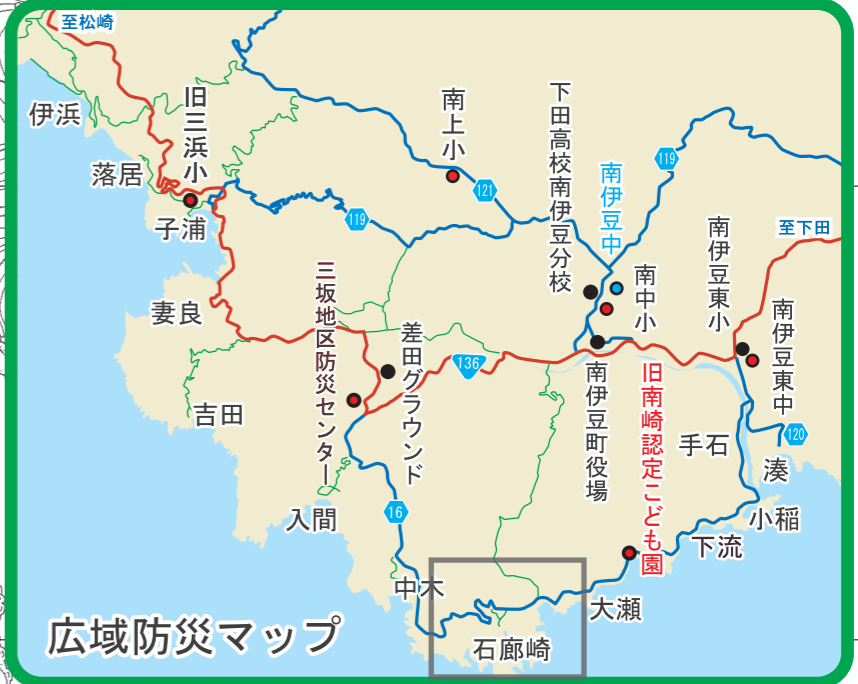 至松崎
伊浜
旧三浜小
落居
子浦
南上小
121
119
下田高校南伊豆分校
南伊豆中
119
南中小
南伊豆東小
至下田
南伊豆東中
妻良
三坂地区防災センター
差田グラウンド
136
南伊豆町役場
旧南崎認定こども園
吉田
手石
120
湊
小稲
下流
入間
16
中木
大瀬
石廊崎
広域防災マップ